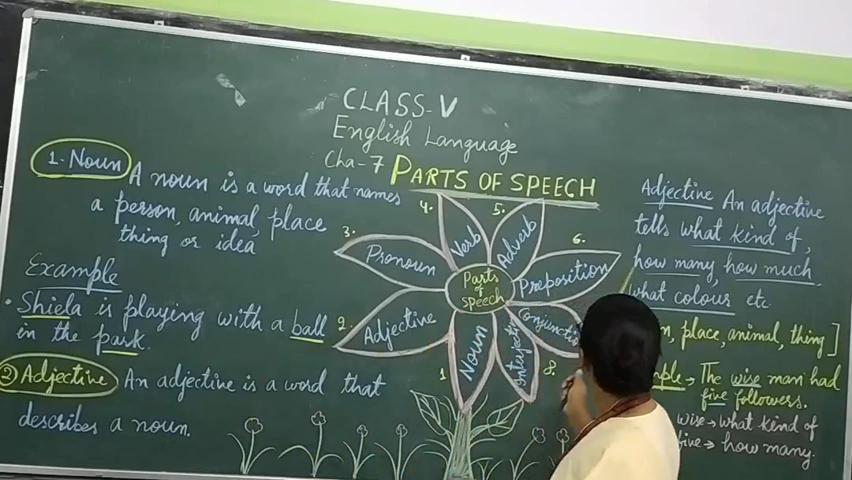 CLASS-V
English Language
Cha-7 PARTS OF SPEECH
1. Noun A noun is a word that names
a person, animal, place
thing or idea
Example
• Shiela is playing with a ball
in the park.
2 Adjective An adjective is a word that
describes a noun.
Parts
of
speech
1 Noun
2. Adjective
3. Pronoun
4. Verb
5. Adverb
6. Preposition
8. Interjection
Adjective An adjective
tells what kind of,
how many, how much
what colour etc
place, animal, thing]
The wise man had
five followers.
wise → what kind of
→ how many.